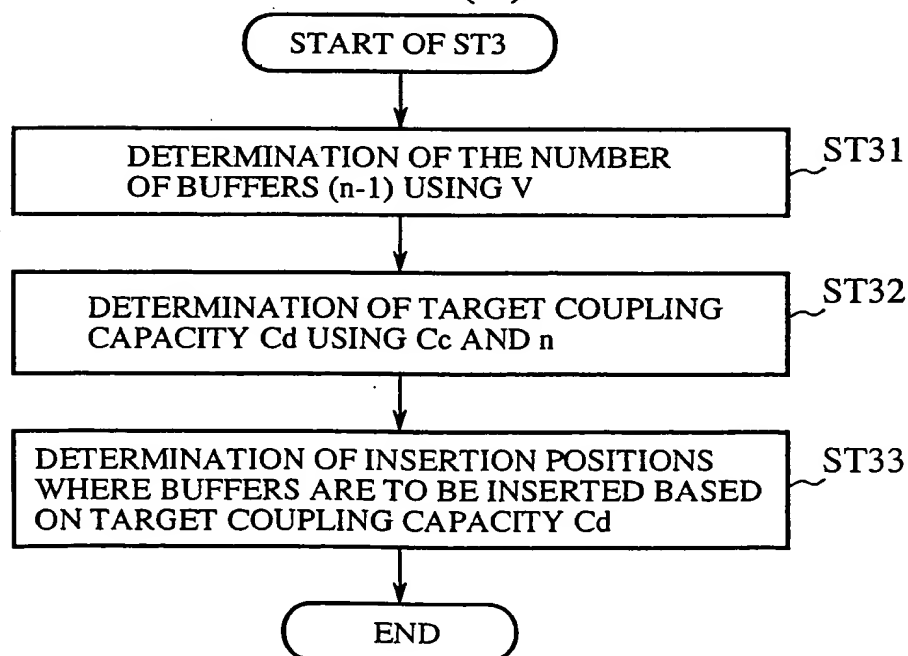 START OF ST3
DETERMINATION OF THE NUMBER
OF BUFFERS (n-1) USING V
ST31
DETERMINATION OF TARGET COUPLING
CAPACITY Cd USING Cc AND n
ST32
DETERMINATION OF INSERTION POSITIONS
WHERE BUFFERS ARE TO BE INSERTED BASED
ON TARGET COUPLING CAPACITY Cd
ST33
END